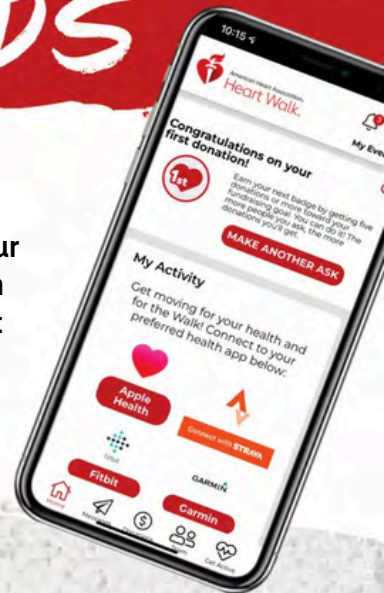 DS
ur
n
t
10:15
American Heart Association.
Heart Walk.
3
My Eve
Congratulations on your
first donation!
1st
Earn your next badge by getting five
donations or more toward your
fundraising goal. You can do it! The
more people you ask, the more
donations you'll get.
MAKE ANOTHER ASK
My Activity
Get moving for your health and
for the Walk! Connect to your
preferred health app below:
Apple
Health
Connect with STRAVA
fitbit
Fitbit
GARMIN
Garmin
Home
Team
Get Active